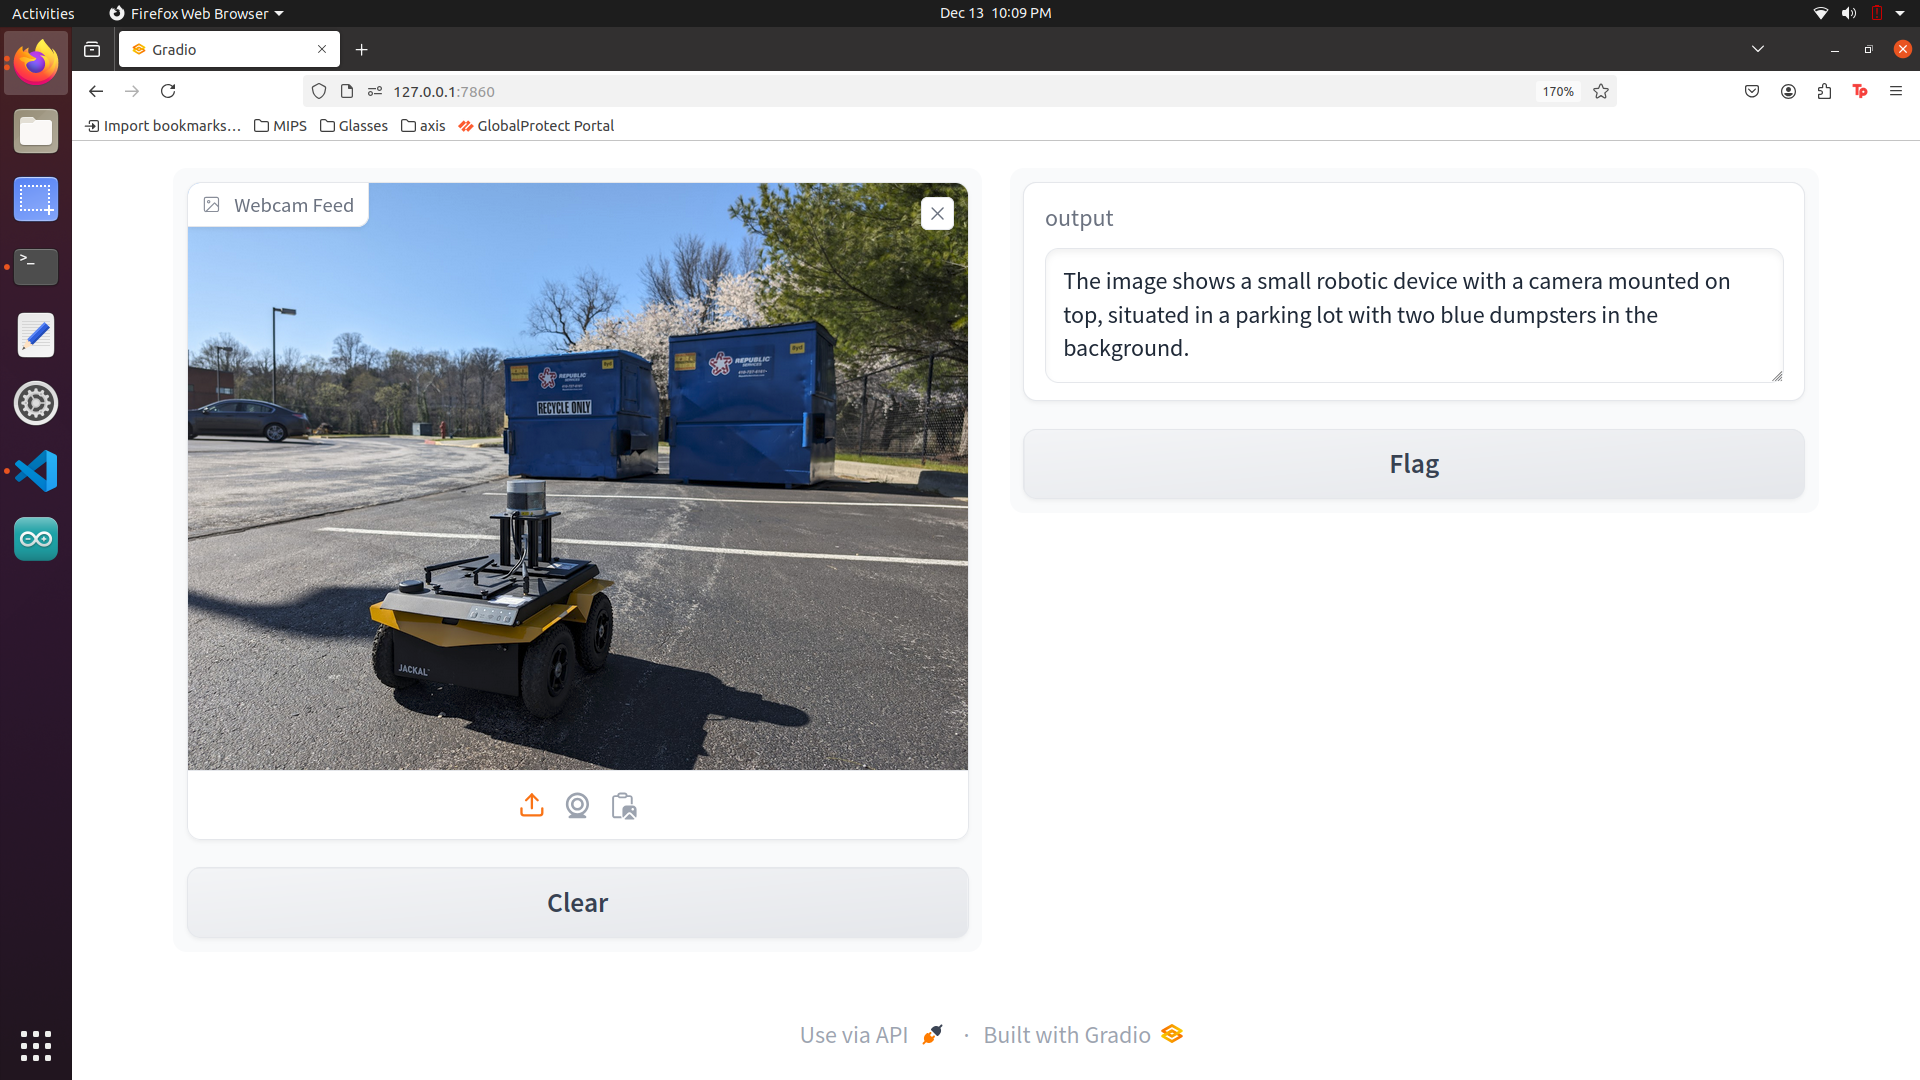 Activities
Firefox Web Browser
Dec 13 10:09 PM
Gradio
127.0.0.1:7860
170%
Import bookmarks…
MIPS
Glasses
axis
GlobalProtect Portal
Webcam Feed
REPUBLIC
SERVICES
RECYCLE ONLY
REPUBLIC
SERVICES
JACKAL
Clear
output
The image shows a small robotic device with a camera mounted on
top, situated in a parking lot with two blue dumpsters in the
background.
Flag
Use via API · Built with Gradio